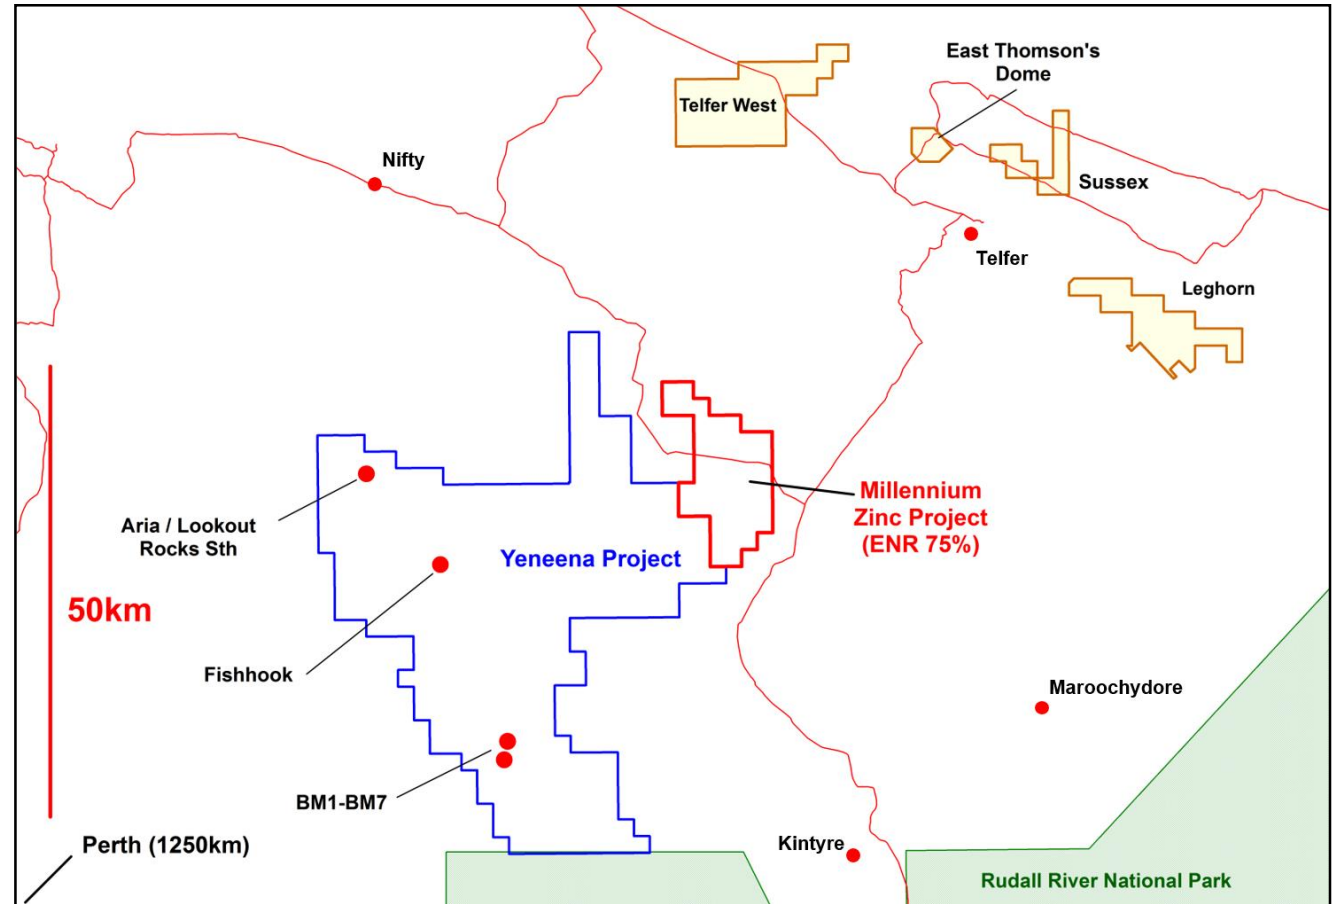 East Thomson's
Dome
Telfer West
Nifty
Sussex
Telfer
Leghorn
Aria / Lookout
Rocks Sth
Millennium
Zinc Project
(ENR 75%)
Yeneena Project
50km
Fishhook
Maroochydore
BM1-BM7
Perth (1250km)
Kintyre
Rudall River National Park